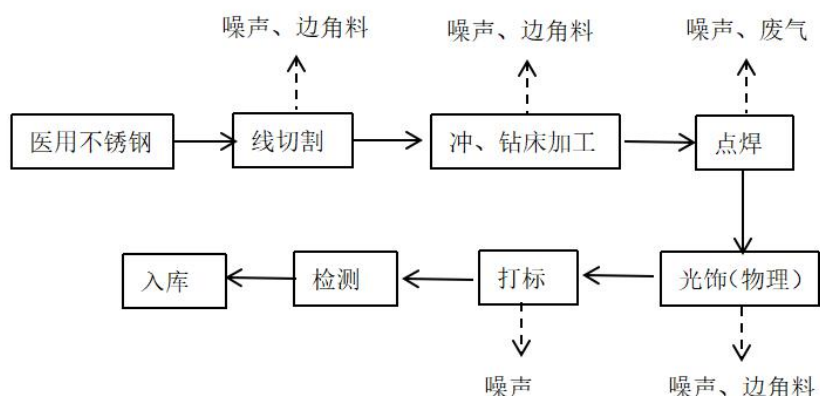 噪声、边角料
噪声、边角料
噪声、废气
医用不锈钢
线切割
冲、钻床加工
点焊
入库
检测
打标
光饰(物理)
噪声
噪声、边角料